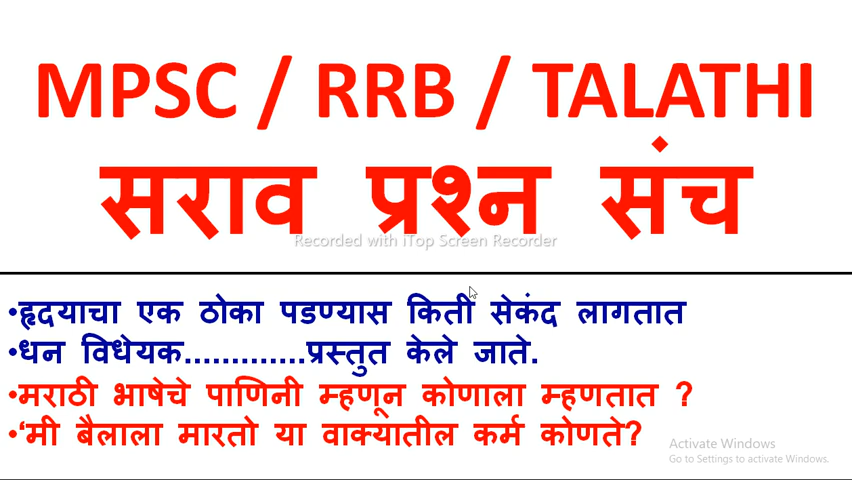 MPSC / RRB / TALATHI
सराव प्रश्न संच
Recorded with iTop Screen Recorder
•हृदयाचा एक ठोका पडण्यास किती सेकंद लागतात
•धन विधेयक.............प्रस्तुत केले जाते.
•मराठी भाषेचे पाणिनी म्हणून कोणाला म्हणतात ?
•‘मी बैलाला मारतो या वाक्यातील कर्म कोणते?
Activate Windows
Go to Settings to activate Windows.